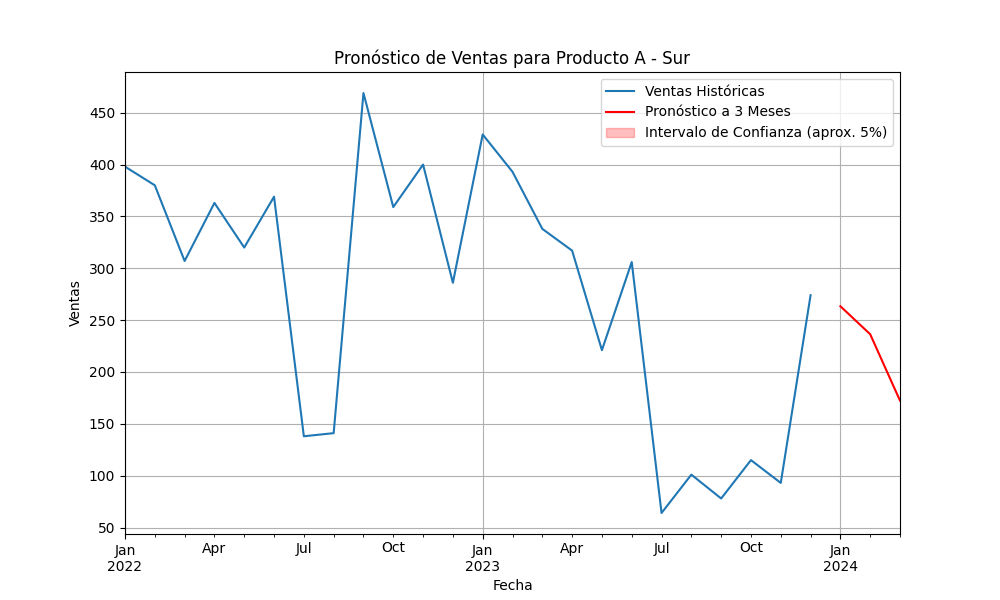 Pronóstico de Ventas para Producto A - Sur
Ventas Históricas
Pronóstico a 3 Meses
Intervalo de Confianza (aprox. 5%)
450
400
350
300
250
200
150
100
50
Ventas
Jan Apr Jul Oct Jan Apr Jul Oct Jan
2022 2023 2024
Fecha